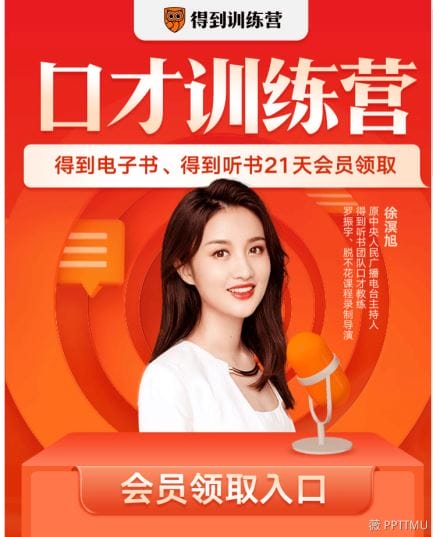 得到训练营
口才训练营
得到电子书、得到听书21天会员领取
徐溟旭
原中央人民广播电台主持人
得到听书团队口才教练
罗振宇、脱不花课程录制导演
会员领取入口
薇 PPTTMU